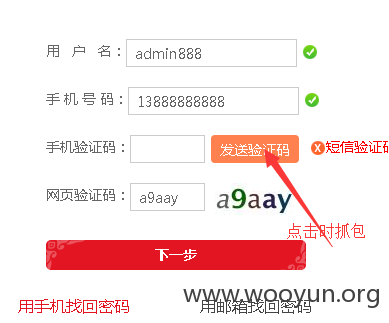 用 户 名： admin888
手机号码： 13888888888
手机验证码： 发送验证码 短信验证码
网页验证码： a9aay a9aay
点击时抓包
下一步
www.wooyun.org
用手机找回密码 用邮箱找回密码